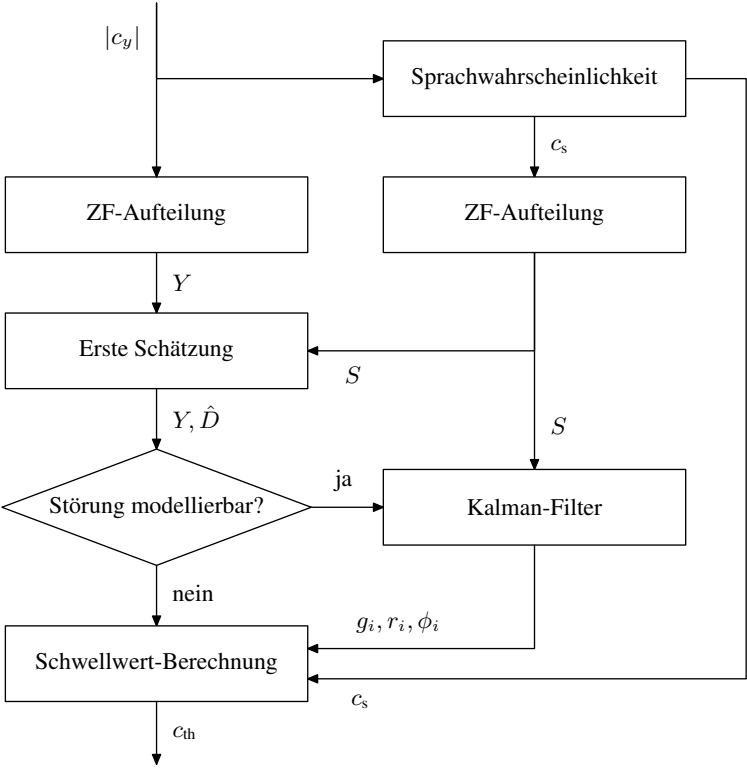 |c_y|
Sprachwahrscheinlichkeit
c_s
ZF-Aufteilung
ZF-Aufteilung
Y
Erste Schätzung
S
Y, D̂
S
Störung modellierbar?
ja
Kalman-Filter
nein
g_i, r_i, ϕ_i
Schwellwert-Berechnung
c_s
c_th